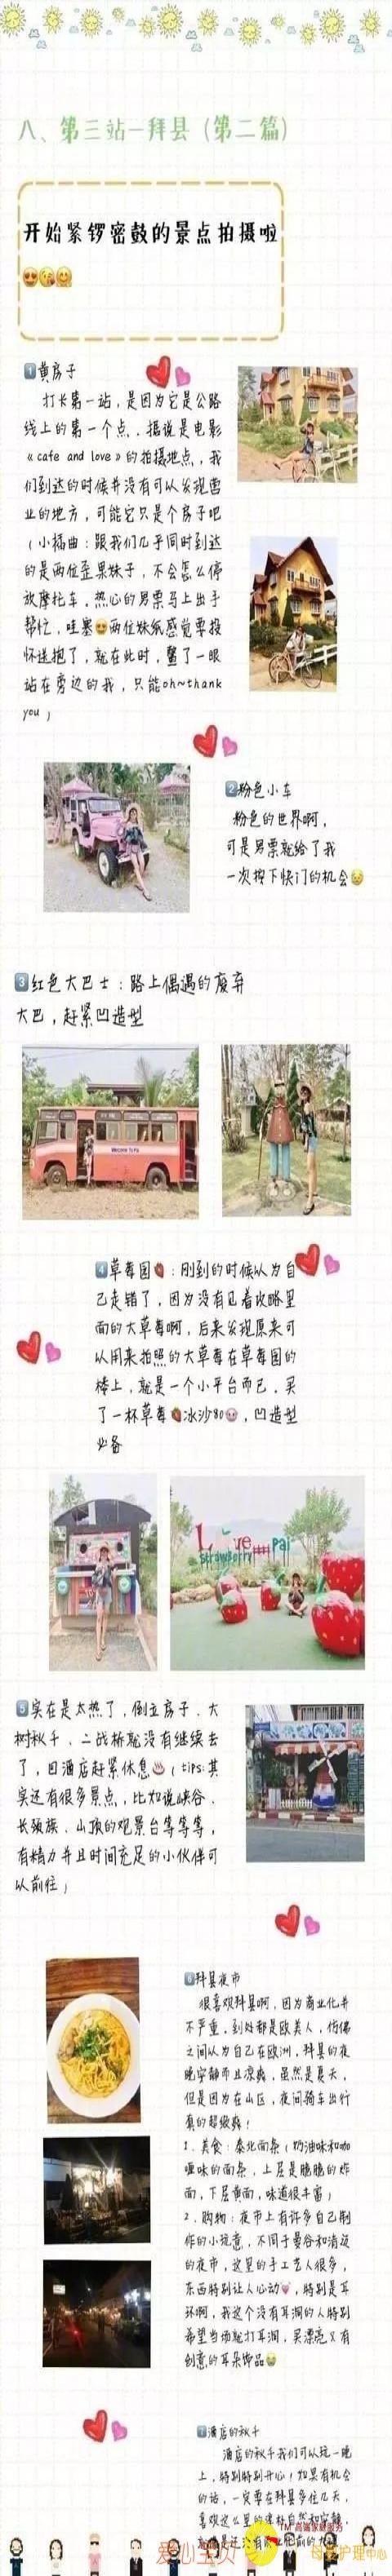 八、第三站—拜县（第二篇）
开始紧锣密鼓的景点拍摄啦
1 黄房子
打卡第一站，是因为它是公路
线上的第一个点，据说是电影
《cafe and love》的拍摄地点，我
们到达的时候并没有可以发现营
业的地方，可能它只是个房子吧
（小插曲：跟我们几乎同时到达
的是两位歪果妹子，不会怎么停
放摩托车，热心的男票马上出手
帮忙，哇塞😍两位妹纸感觉要投
怀送抱了，就在此时，瞥了一眼
站在旁边的我，只能oh~thank
you）
2 粉色小车
粉色的世界啊，
可是男票就给了我
一次按下快门的机会😢
3 红色大巴士：路上偶遇的废弃
大巴，赶紧凹造型
Welcome To Pai
4 草莓园🍓：刚到的时候以为自
己走错了，因为没有见着攻略里
面的大草莓啊，后来发现原来可
以用来拍照的大草莓在草莓园的
楼上，就是一个小平台而已，买
了一杯草莓🍓冰沙80，凹造型
必备
Love Pai
strawberry
5 实在是太热了，倒立房子、大
树秋千、二战桥就没有继续去
了，回酒店赶紧休息♨️（tips:其
实还有很多景点，比如说峡谷、
长颈族、山顶的观景台等等等，
有精力并且时间充足的小伙伴可
以前往）
6 拜县夜市
很喜欢拜县啊，因为商业化并
不严重，到处都是欧美人，仿佛
之间以为自己在欧洲，拜县的夜
晚宁静而且凉爽，虽然是夏天，
但是因为在山区，夜间骑车出行
真的超级爽！
1、美食：泰北面条（奶油味和咖
喱味的面条，上层是脆脆的炸
面，下层黄面，味道很丰富）
2、购物：夜市上有许多自己制
作的小玩意，不同于曼谷和清迈
的夜市，这里的手工艺人很多，
东西特别让人心动💓，特别是耳
环啊，我这个没有耳洞的人特别
希望当场就打耳洞，买漂亮又有
创意的耳朵饰品😭
7 酒店的秋千
酒店的秋千我们可以玩一晚
上，特别特别开心！如果有机会
的话，一定要在拜县多住几天，
喜欢这么里的
爱心宝贝
TM 高端家庭服务
母婴护理中心